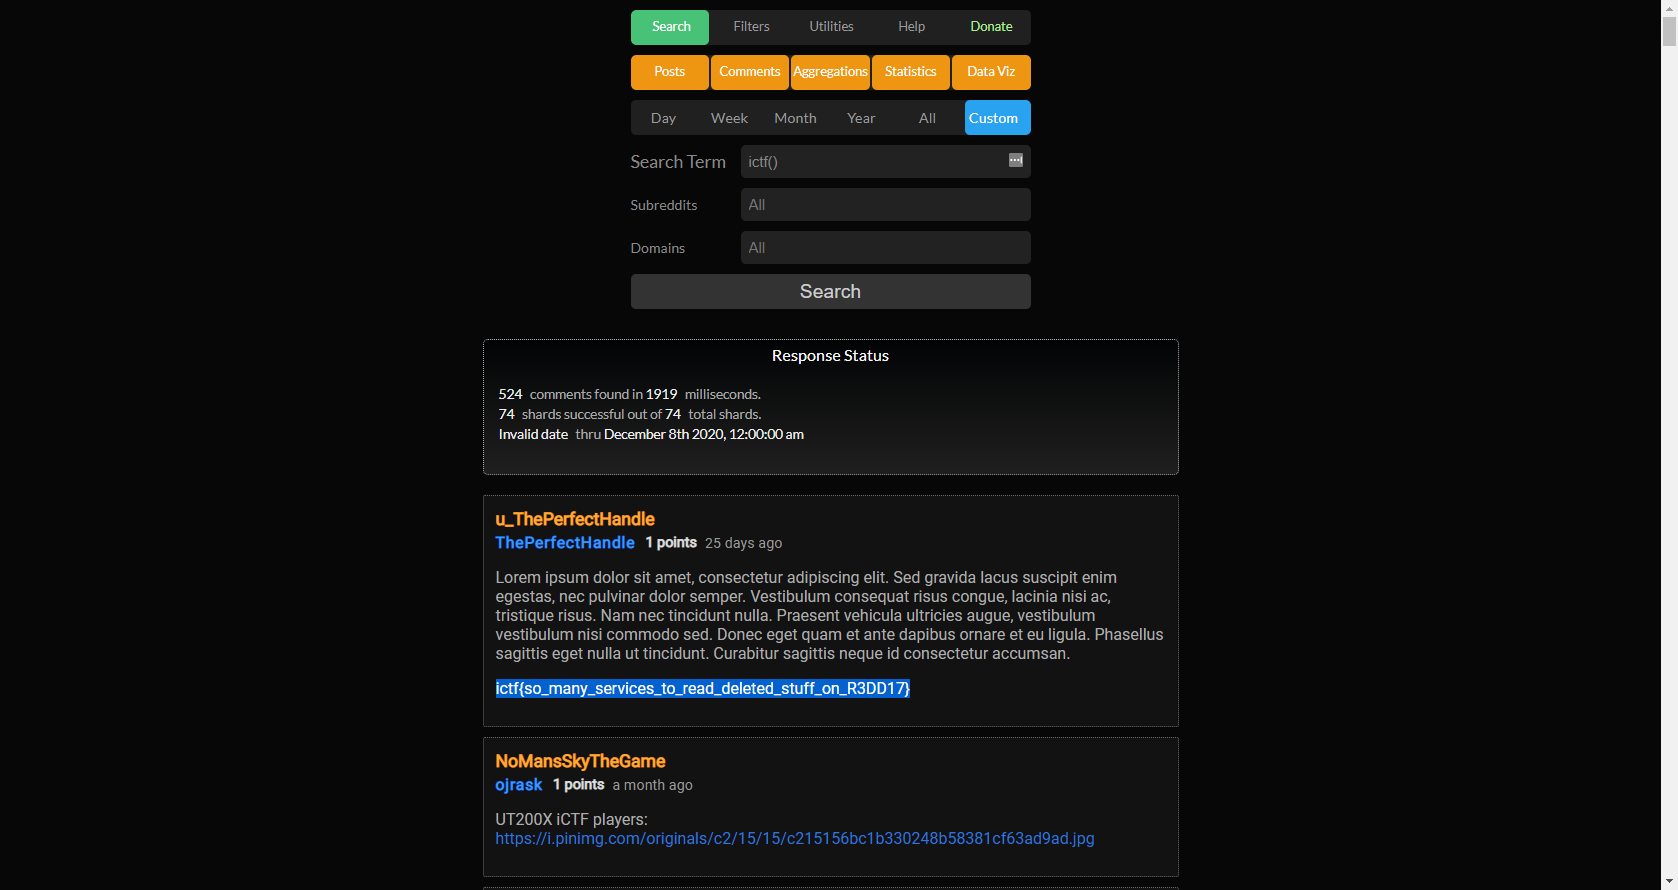 Search Filters Utilities Help Donate
Posts Comments Aggregations Statistics Data Viz
Day Week Month Year All Custom
Search Term ictf()
Subreddits All
Domains All
Search
Response Status
524 comments found in 1919 milliseconds.
74 shards successful out of 74 total shards.
Invalid date thru December 8th 2020, 12:00:00 am
u_ThePerfectHandle
ThePerfectHandle 1 points 25 days ago
Lorem ipsum dolor sit amet, consectetur adipiscing elit. Sed gravida lacus suscipit enim
egestas, nec pulvinar dolor semper. Vestibulum consequat risus congue, lacinia nisi ac,
tristique risus. Nam nec tincidunt nulla. Praesent vehicula ultricies augue, vestibulum
vestibulum nisi commodo sed. Donec eget quam et ante dapibus ornare et eu ligula. Phasellus
sagittis eget nulla ut tincidunt. Curabitur sagittis neque id consectetur accumsan.
ictf{so_many_services_to_read_deleted_stuff_on_R3DD17}
NoMansSkyTheGame
ojrask 1 points a month ago
UT200X iCTF players:
https://i.pinimg.com/originals/c2/15/15/c215156bc1b330248b58381cf63ad9ad.jpg